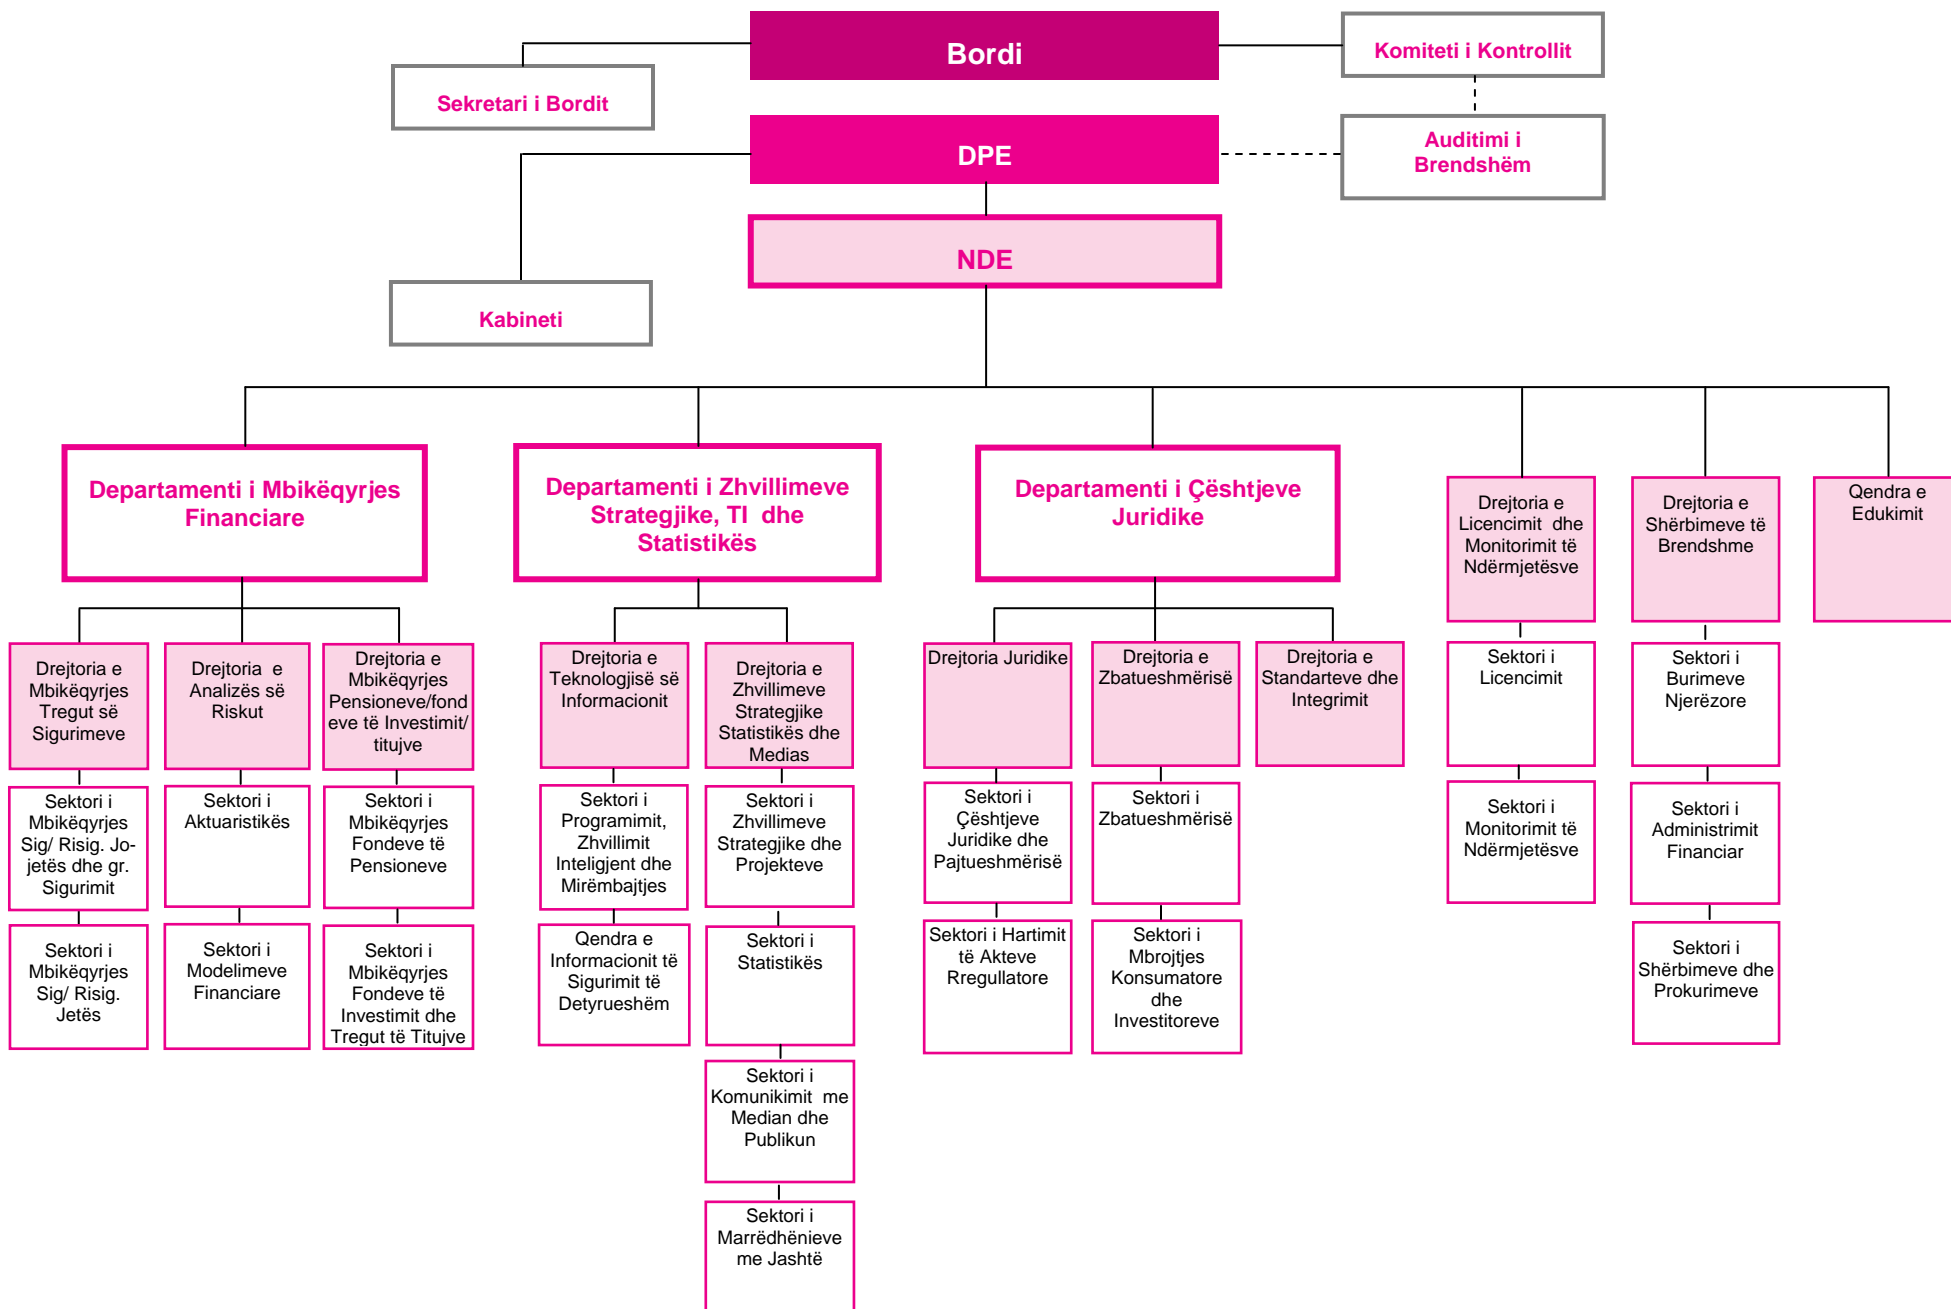 Bordi
Komiteti i Kontrollit
Sekretari i Bordit
DPE
Auditimi i
Brendshëm
NDE
Kabineti
Departamenti i Mbikëqyrjes
Financiare
Departamenti i Zhvillimeve
Strategjike, TI dhe
Statistikës
Departamenti i Çështjeve
Juridike
Drejtoria e
Licencimit dhe
Monitorimit të
Ndërmjetësve
Drejtoria e
Shërbimeve të
Brendshme
Qendra e
Edukimit
Drejtoria e
Mbikëqyrjes
Tregut së
Sigurimeve
Drejtoria e
Analizës së
Riskut
Drejtoria e
Mbikëqyrjes
Pensioneve/fond
eve të Investimit/
titujve
Drejtoria e
Teknologjisë së
Informacionit
Drejtoria e
Zhvillimeve
Strategjike
Statistikës dhe
Medias
Drejtoria Juridike
Drejtoria e
Zbatueshmërisë
Drejtoria e
Standarteve dhe
Integrimit
Sektori i
Licencimit
Sektori i
Burimeve
Njerëzore
Sektori i
Mbikëqyrjes
Sig/ Risig. Jo-
jetës dhe gr.
Sigurimit
Sektori i
Aktuaristikës
Sektori i
Mbikëqyrjes
Fondeve të
Pensioneve
Sektori i
Programimit,
Zhvillimit
Inteligjent dhe
Mirëmbajtjes
Sektori i
Zhvillimeve
Strategjike dhe
Projekteve
Sektori i
Çështjeve
Juridike dhe
Pajtueshmërisë
Sektori i
Zbatueshmërisë
Sektori i
Monitorimit të
Ndërmjetësve
Sektori i
Administrimit
Financiar
Sektori i
Mbikëqyrjes
Sig/ Risig.
Jetës
Sektori i
Modelimeve
Financiare
Sektori i
Mbikëqyrjes
Fondeve të
Investimit dhe
Tregut të Titujve
Qendra e
Informacionit të
Sigurimit të
Detyrueshëm
Sektori i
Statistikës
Sektori i Hartimit
të Akteve
Rregullatore
Sektori i
Mbrojtjes
Konsumatore
dhe
Investitoreve
Sektori i
Shërbimeve dhe
Prokurimeve
Sektori i
Komunikimit me
Median dhe
Publikun
Sektori i
Marrëdhënieve
me Jashtë